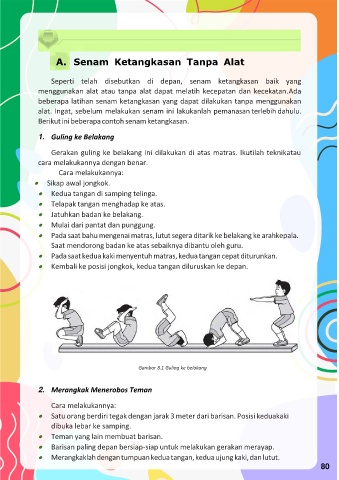 A. Senam Ketangkasan Tanpa Alat
Seperti telah disebutkan di depan, senam ketangkasan baik yang
menggunakan alat atau tanpa alat dapat melatih kecepatan dan kecekatan.Ada
beberapa latihan senam ketangkasan yang dapat dilakukan tanpa menggunakan
alat. Ingat, sebelum melakukan senam ini lakukanlah pemanasan terlebih dahulu.
Berikut ini beberapa contoh senam ketangkasan.
1. Guling ke Belakang
Gerakan guling ke belakang ini dilakukan di atas matras. Ikutilah teknikatau
cara melakukannya dengan benar.
Cara melakukannya:
Sikap awal jongkok.
Kedua tangan di samping telinga.
Telapak tangan menghadap ke atas.
Jatuhkan badan ke belakang.
Mulai dari pantat dan punggung.
Pada saat bahu mengenai matras, lutut segera ditarik ke belakang ke arahkepala.
Saat mendorong badan ke atas sebaiknya dibantu oleh guru.
Pada saat kedua kaki menyentuh matras, kedua tangan cepat diturunkan.
Kembali ke posisi jongkok, kedua tangan diluruskan ke depan.
Gambar 9.1 Guling ke belakang
2. Merangkak Menerobos Teman
Cara melakukannya:
Satu orang berdiri tegak dengan jarak 3 meter dari barisan. Posisi keduakaki
dibuka lebar ke samping.
Teman yang lain membuat barisan.
Barisan paling depan bersiap-siap untuk melakukan gerakan merayap.
Merangkaklah dengan tumpuan kedua tangan, kedua ujung kaki, dan lutut.
80